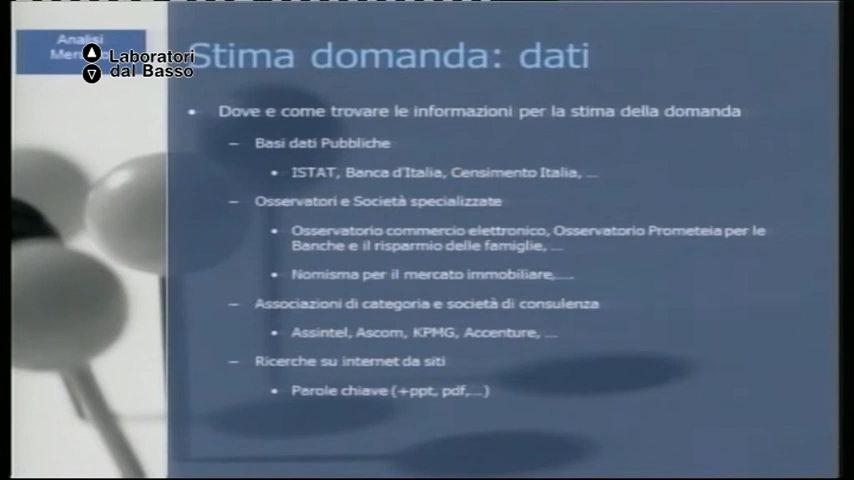 Analisi
Laboratori
dal Basso
Stima domanda: dati
• Dove e come trovare le informazioni per la stima della domanda
– Basi dati Pubbliche
• ISTAT, Banca d'Italia, Censimento Italia, ...
– Osservatori e Società specializzate
• Osservatorio commercio elettronico, Osservatorio Prometeia per le
Banche e il risparmio delle famiglie, ...
• Nomisma per il mercato immobiliare,....
– Associazioni di categoria e società di consulenza
• Assintel, Ascom, KPMG, Accenture, ...
– Ricerche su internet da siti
• Parole chiave (+ppt, pdf,...)